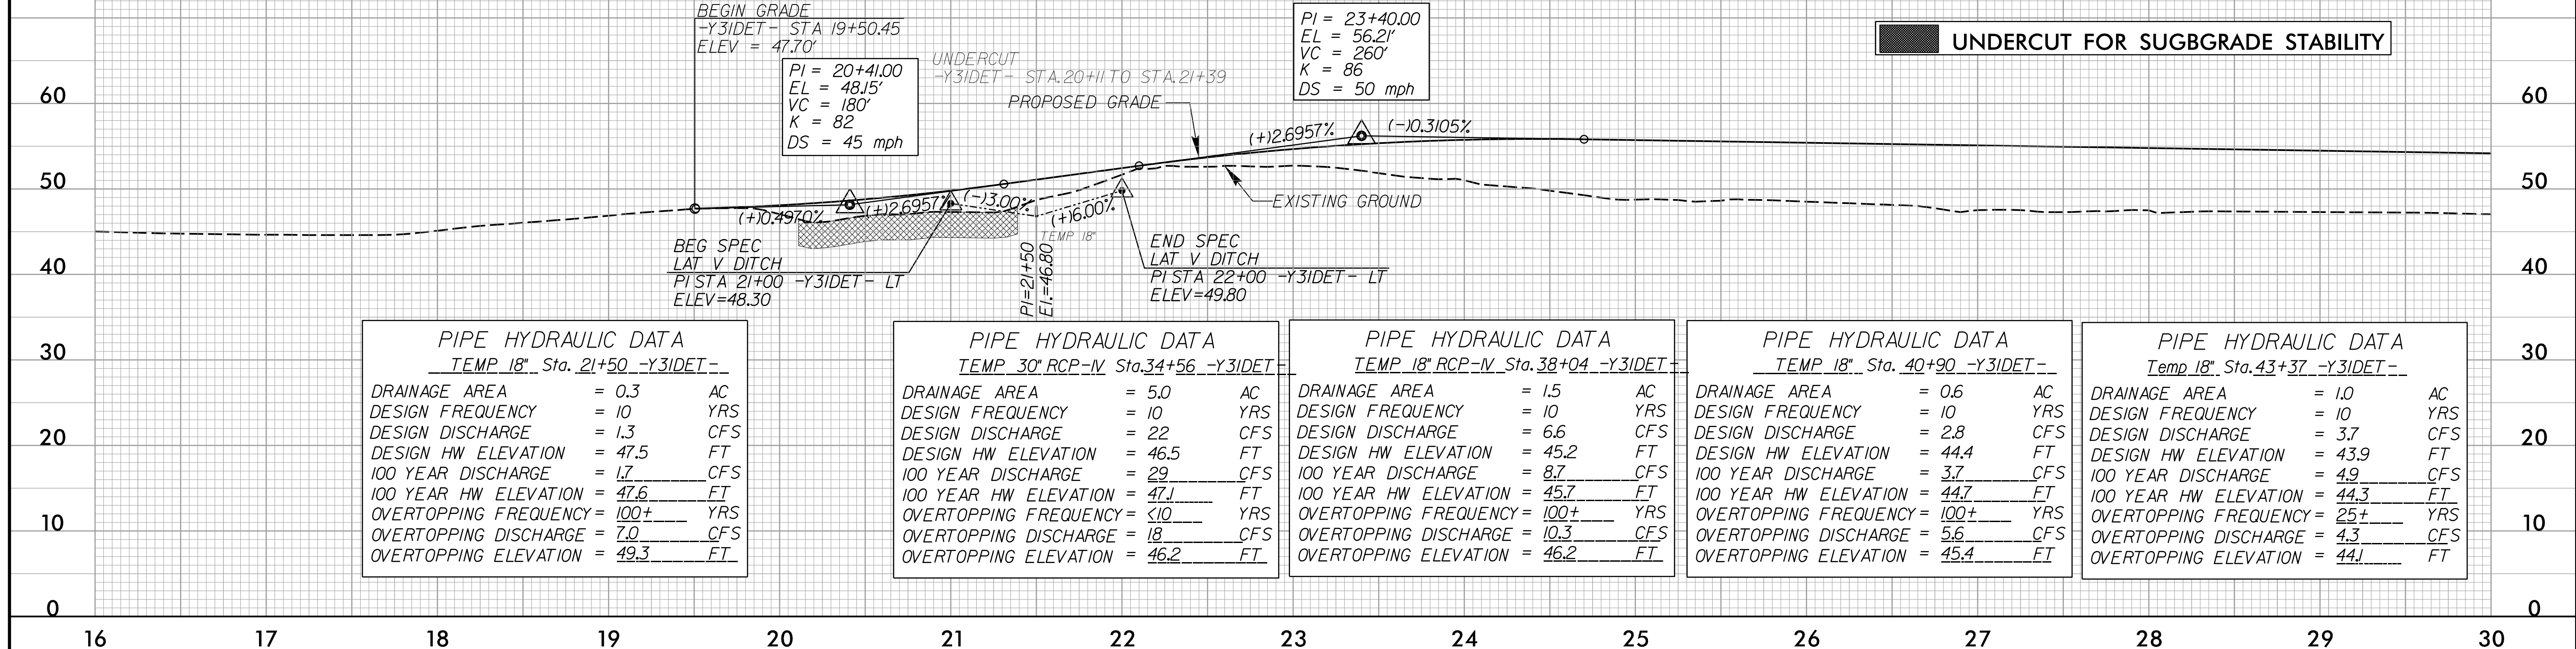 BEGIN GRADE
-Y31DET- STA 19+50.45
ELEV = 47.70'
PI = 20+41.00
EL = 48.15'
VC = 180'
K = 82
DS = 45 mph
UNDERCUT
-Y31DET- STA.20+11 TO STA.21+39
PROPOSED GRADE
PI = 23+40.00
EL = 56.21'
VC = 260'
K = 86
DS = 50 mph
UNDERCUT FOR SUGBGRADE STABILITY
60
60
50
50
40
40
30
30
20
20
10
10
0
0
(+)0.4970%
(+)2.6957%
(-)3.00%
(+)6.00%
(+)2.6957%
(-)0.3105%
EXISTING GROUND
TEMP 18"
BEG SPEC
LAT V DITCH
PI STA 21+00 -Y31DET- LT
ELEV=48.30
PI=21+50
El.=46.80
END SPEC
LAT V DITCH
PI STA 22+00 -Y31DET- LT
ELEV=49.80
PIPE HYDRAULIC DATA
TEMP 18" Sta. 21+50 -Y31DET-
DRAINAGE AREA = 0.3 AC
DESIGN FREQUENCY = 10 YRS
DESIGN DISCHARGE = 1.3 CFS
DESIGN HW ELEVATION = 47.5 FT
100 YEAR DISCHARGE = 1.7 CFS
100 YEAR HW ELEVATION = 47.6 FT
OVERTOPPING FREQUENCY = 100+ YRS
OVERTOPPING DISCHARGE = 7.0 CFS
OVERTOPPING ELEVATION = 49.3 FT
PIPE HYDRAULIC DATA
TEMP 30" RCP-IV Sta.34+56 -Y31DET-
DRAINAGE AREA = 5.0 AC
DESIGN FREQUENCY = 10 YRS
DESIGN DISCHARGE = 22 CFS
DESIGN HW ELEVATION = 46.5 FT
100 YEAR DISCHARGE = 29 CFS
100 YEAR HW ELEVATION = 47.1 FT
OVERTOPPING FREQUENCY = <10 YRS
OVERTOPPING DISCHARGE = 18 CFS
OVERTOPPING ELEVATION = 46.2 FT
PIPE HYDRAULIC DATA
TEMP 18" RCP-IV Sta.38+04 -Y31DET-
DRAINAGE AREA = 1.5 AC
DESIGN FREQUENCY = 10 YRS
DESIGN DISCHARGE = 6.6 CFS
DESIGN HW ELEVATION = 45.2 FT
100 YEAR DISCHARGE = 8.7 CFS
100 YEAR HW ELEVATION = 45.7 FT
OVERTOPPING FREQUENCY = 100+ YRS
OVERTOPPING DISCHARGE = 10.3 CFS
OVERTOPPING ELEVATION = 46.2 FT
PIPE HYDRAULIC DATA
TEMP 18" Sta. 40+90 -Y31DET-
DRAINAGE AREA = 0.6 AC
DESIGN FREQUENCY = 10 YRS
DESIGN DISCHARGE = 2.8 CFS
DESIGN HW ELEVATION = 44.4 FT
100 YEAR DISCHARGE = 3.7 CFS
100 YEAR HW ELEVATION = 44.7 FT
OVERTOPPING FREQUENCY = 100+ YRS
OVERTOPPING DISCHARGE = 5.6 CFS
OVERTOPPING ELEVATION = 45.4 FT
PIPE HYDRAULIC DATA
Temp 18" Sta.43+37 -Y31DET-
DRAINAGE AREA = 1.0 AC
DESIGN FREQUENCY = 10 YRS
DESIGN DISCHARGE = 3.7 CFS
DESIGN HW ELEVATION = 43.9 FT
100 YEAR DISCHARGE = 4.9 CFS
100 YEAR HW ELEVATION = 44.3 FT
OVERTOPPING FREQUENCY = 25+ YRS
OVERTOPPING DISCHARGE = 4.3 CFS
OVERTOPPING ELEVATION = 44.1 FT
16 17 18 19 20 21 22 23 24 25 26 27 28 29 30